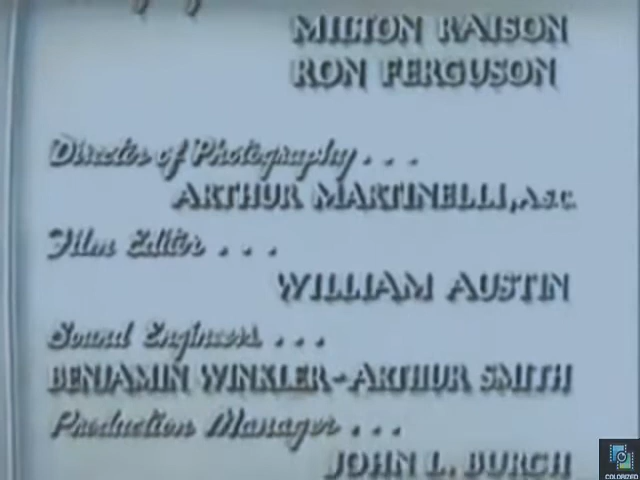 MILTON RAISON
RON FERGUSON
Director of Photography . . .
ARTHUR MARTINELLI, A.S.C.
Film Editor . . .
WILLIAM AUSTIN
Sound Engineers . . .
BENJAMIN WINKLER-ARTHUR SMITH
Production Manager . . .
JOHN L. BURCH
COLORIZED